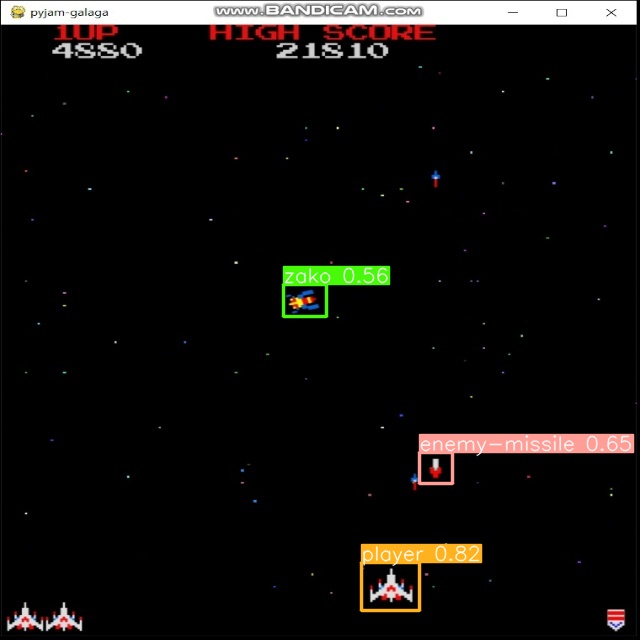 pyjam-galaga
www.BANDICAM.com
1UP HIGH SCORE
4880 21810
zako 0.56
enemy-missile 0.65
player 0.82